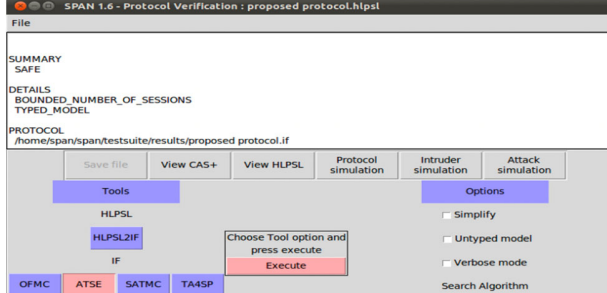 SPAN 1.6 - Protocol Verification : proposed protocol.hlpsl
File
SUMMARY
SAFE
DETAILS
BOUNDED_NUMBER_OF_SESSIONS
TYPED_MODEL
PROTOCOL
/home/span/span/testsuite/results/proposed protocol.if
Save file
View CAS+
View HLPSL
Protocol
simulation
Intruder
simulation
Attack
simulation
Tools
Options
HLPSL
Simplify
HLPSL2IF
Choose Tool option and
press execute
Untyped model
IF
Execute
Verbose mode
OFMC
ATSE
SATMC
TA4SP
Search Algorithm